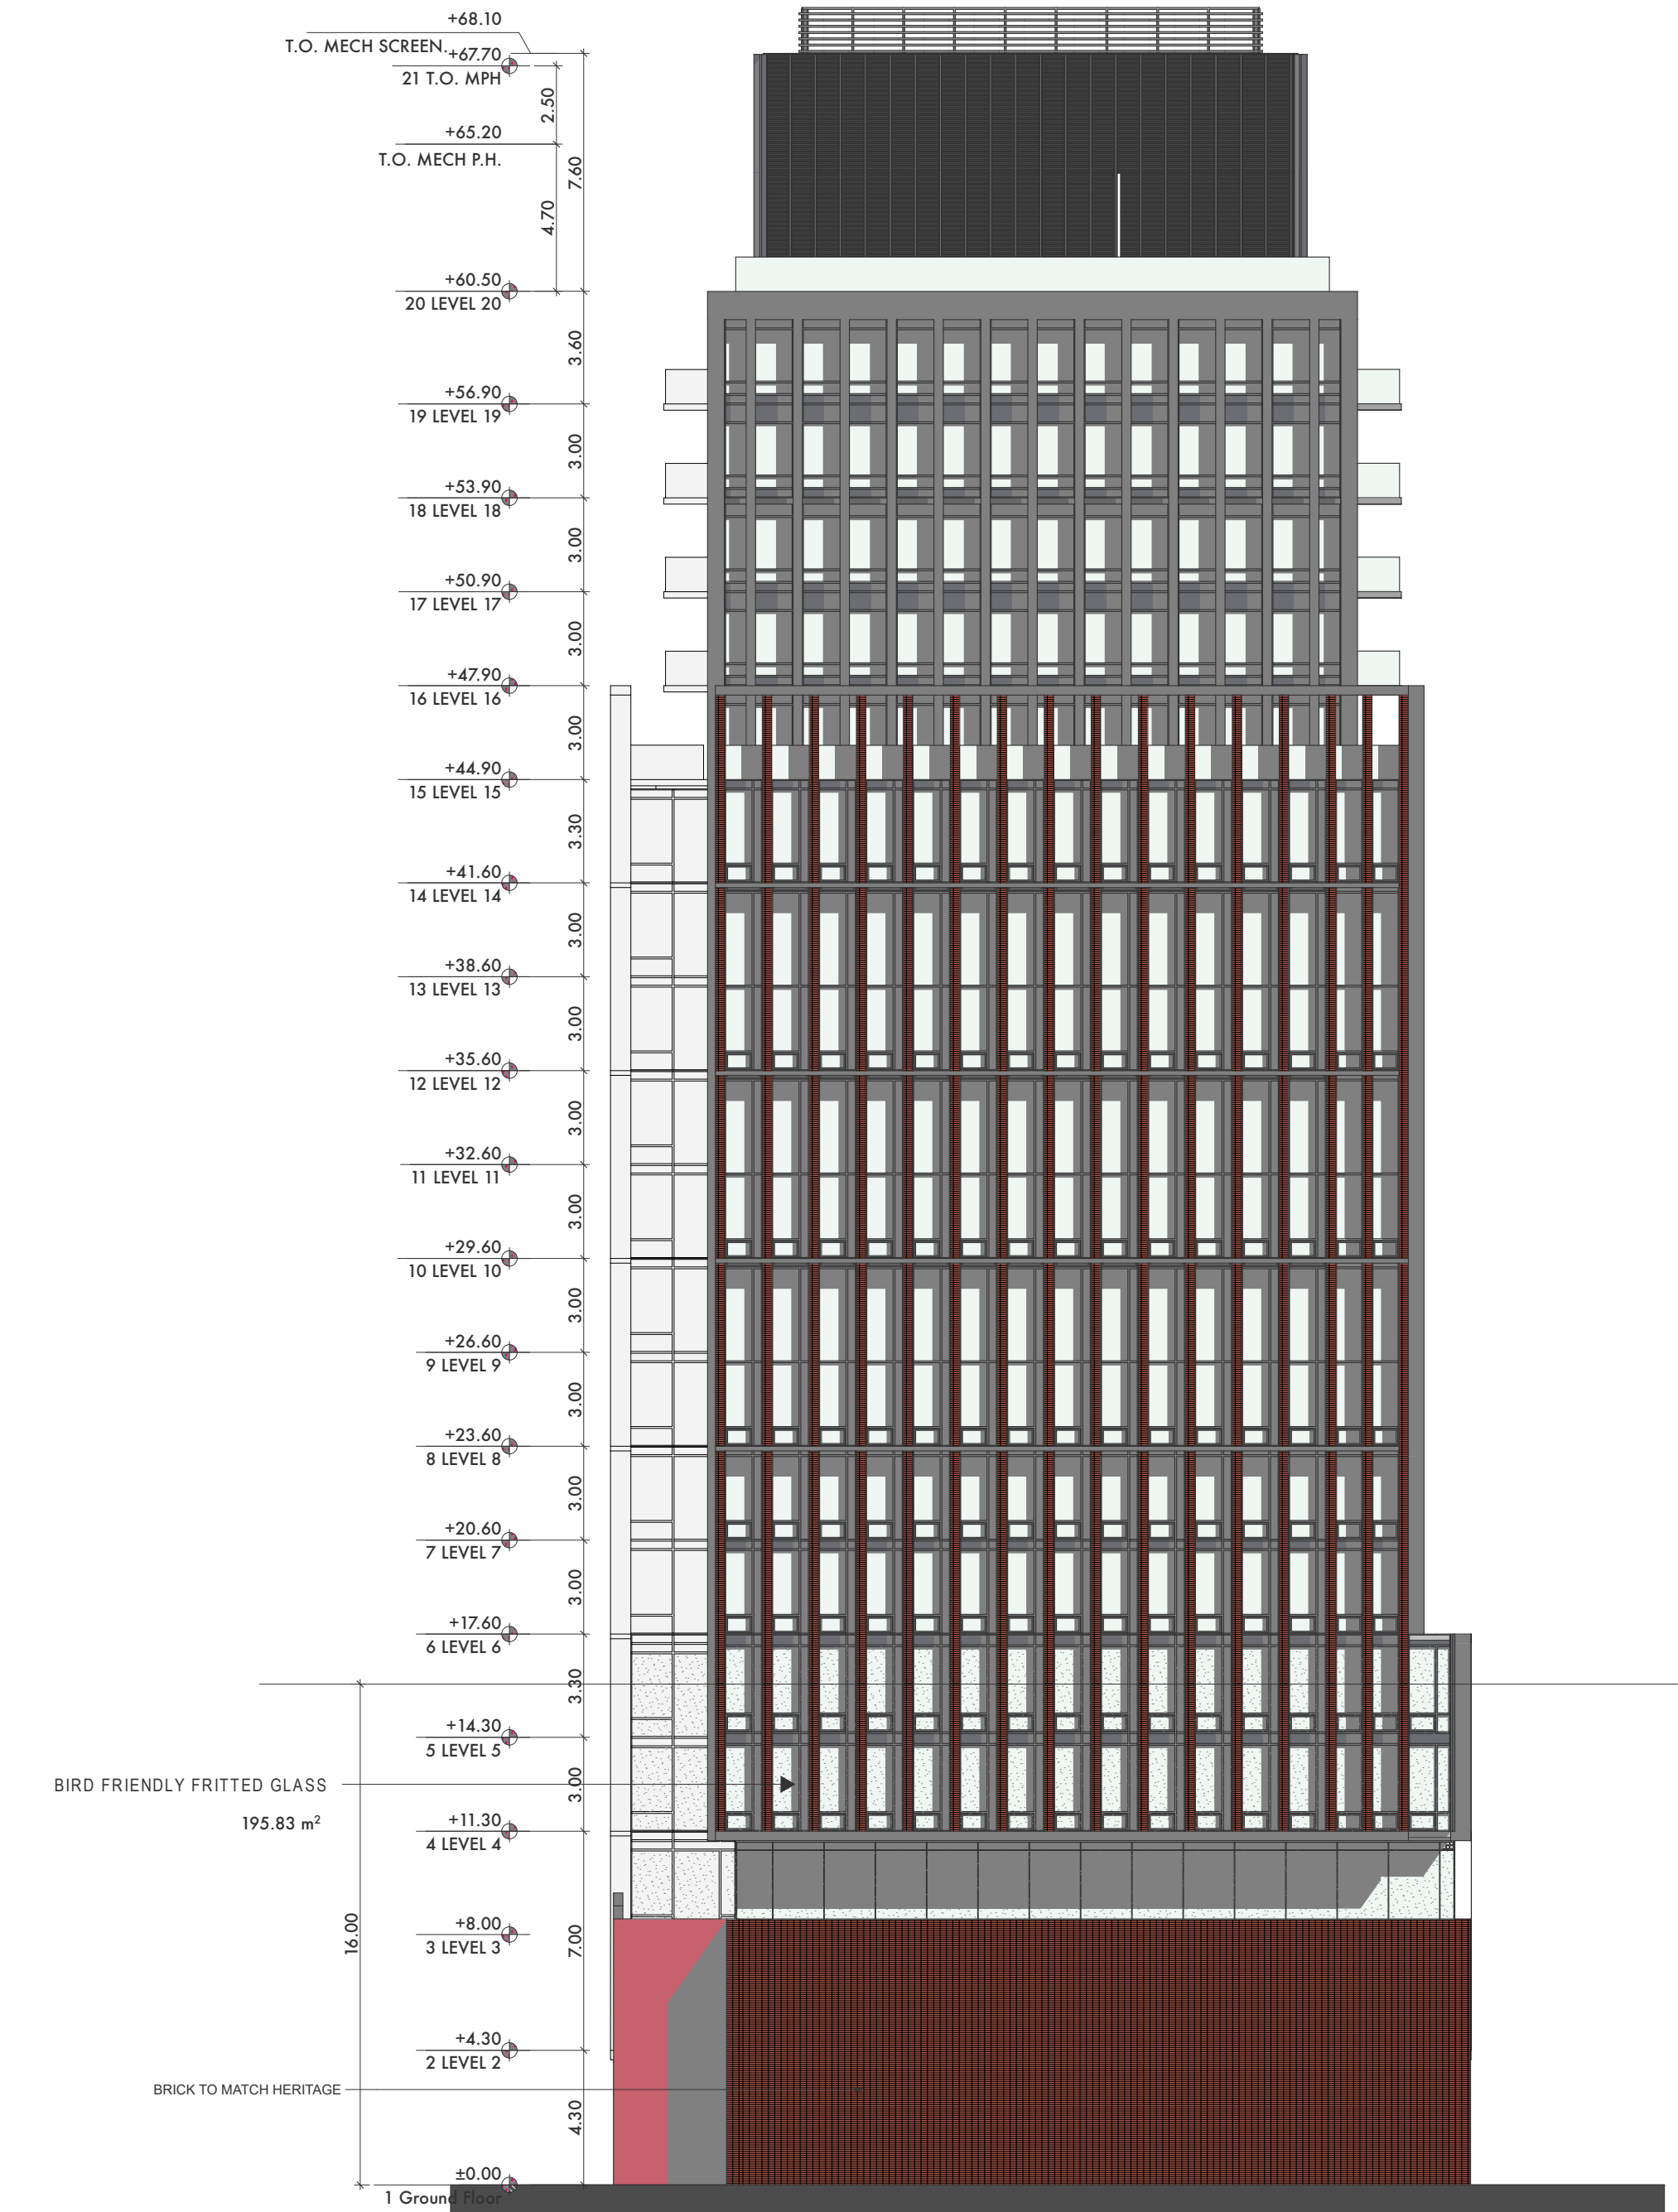 +68.10
T.O. MECH SCREEN.
+67.70
21 T.O. MPH
2.50
+65.20
T.O. MECH P.H.
7.60
4.70
+60.50
20 LEVEL 20
3.60
+56.90
19 LEVEL 19
3.00
+53.90
18 LEVEL 18
3.00
+50.90
17 LEVEL 17
3.00
+47.90
16 LEVEL 16
3.00
+44.90
15 LEVEL 15
3.30
+41.60
14 LEVEL 14
3.00
+38.60
13 LEVEL 13
3.00
+35.60
12 LEVEL 12
3.00
+32.60
11 LEVEL 11
3.00
+29.60
10 LEVEL 10
3.00
+26.60
9 LEVEL 9
3.00
+23.60
8 LEVEL 8
3.00
+20.60
7 LEVEL 7
3.00
+17.60
6 LEVEL 6
3.30
+14.30
5 LEVEL 5
BIRD FRIENDLY FRITTED GLASS
3.00
195.83 m²
+11.30
4 LEVEL 4
16.00
+8.00
3 LEVEL 3
7.00
+4.30
2 LEVEL 2
BRICK TO MATCH HERITAGE
4.30
±0.00
1 Ground Floor